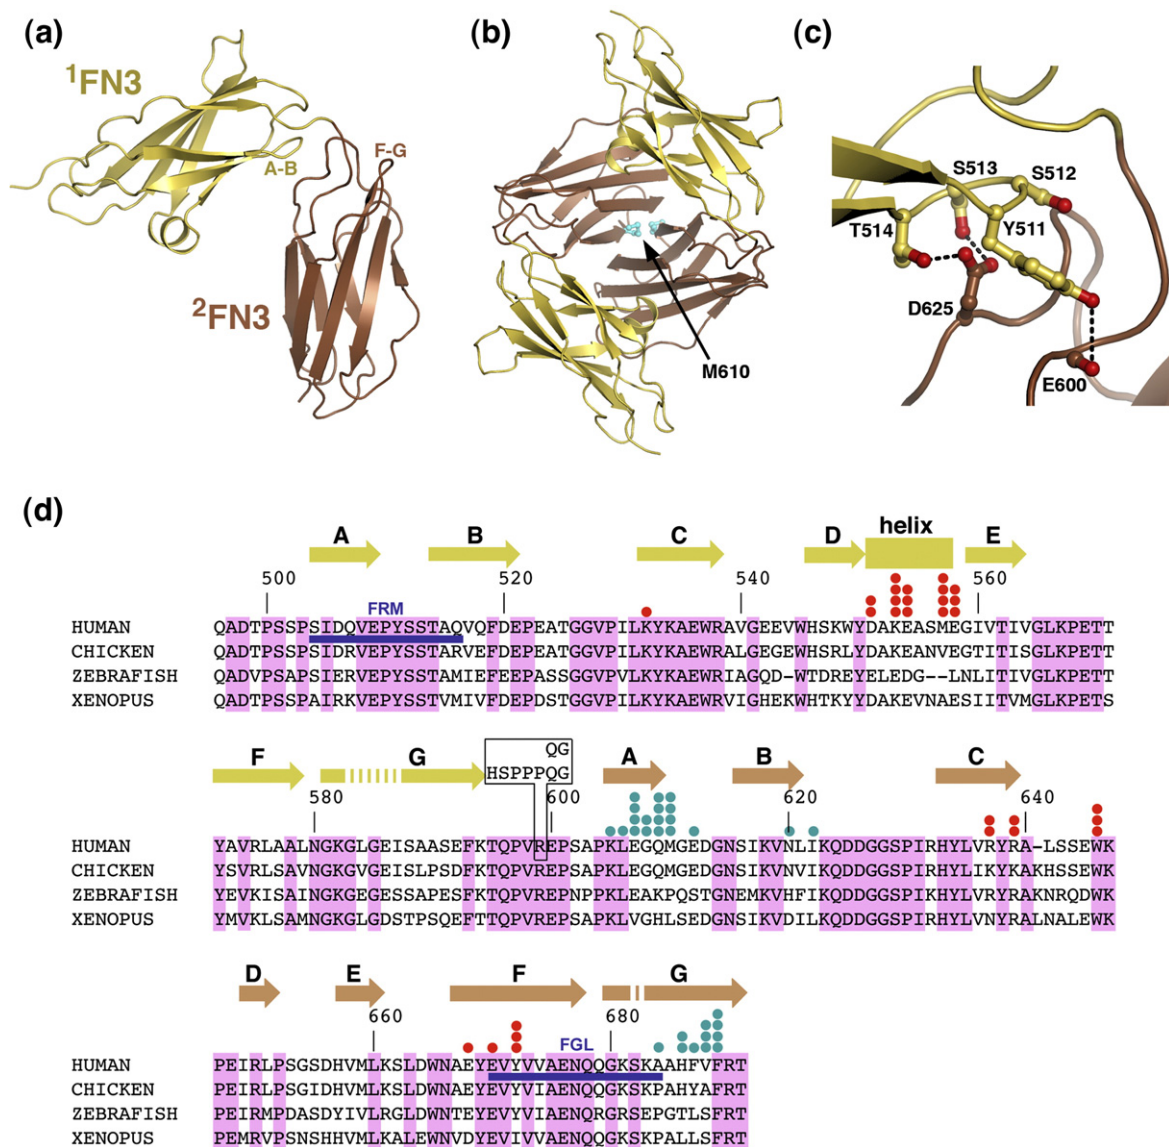 (a)
¹FN3
A-B
F-G
²FN3
(b)
M610
(c)
S513
S512
T514
Y511
D625
E600
(d)
A B C D helix E
500 520 540 560
FRM
HUMAN QADTPSSPSIDQVEPYSSTAQVQFDEPEATGGVPILKYKAEWRAVGEEVWHSKWYDAKEASMEGIVTIVGLKPETT
CHICKEN QADTPSSPSIDRVEPYSSTARVEFDEPEATGGVPILKYKAEWRALGEGEWHSRLYDAKEANVEGTITISGLKPETT
ZEBRAFISH QADVPSAPSIERVEPYSSTAMIEFEEPASSGGVPVLKYKAEWRIAGQD-WTDREYELEDG--LNLITIVGLKPETT
XENOPUS QADTPSSPAIRKVEPYSSTVMIVFDEPDSTGGVPILKYKAEWRVIGHEKWHTKYYDAKEVNAESIITVMGLKPETS
QG
HSPPPQG
F G A B C
580 600 620 640
HUMAN YAVRLAALNGKGLGEISAASEFKTQPVREPSAPKLEGQMGEDGNSIKVNLIKQDDGGSPIRHYLVRYRA-LSSEWK
CHICKEN YSVRLSAVNGKGVGEISLPSDFKTQPVREPSAPKLEGQMGEDGNSIKVNVIKQDDGGSPIRHYLIKYKAKHSSEWK
ZEBRAFISH YEVKISAINGKGEGESSAPESFKTQPVREPNPPKLEAKPQSTGNEMKVHFIKQDDGGSPIRHYLVRYRAKNRQDWK
XENOPUS YMVKLSAMNGKGLGDSTPSQEFTTQPVREPSAPKLVGHLSEDGNSIKVDILKQDDGGSPIRHYLVNYRALNALEWK
D E F G
660 680
FGL
HUMAN PEIRLPSGSDHVMLKSLDWNAEYEVYVVAENQQGKSKAAHFVFRT
CHICKEN PEIRLPSGIDHVMLKSLDWNAEYEVYVIAENQQGKSKPAHYAFRT
ZEBRAFISH PEIRMPDASDYIVLRGLDWNTEYEVYVIAENQRGRSEPGTLSFRT
XENOPUS PEMRVPSNSHHVMLKALEWNVDYEVIVVAENQQGKSKPALLSFRT